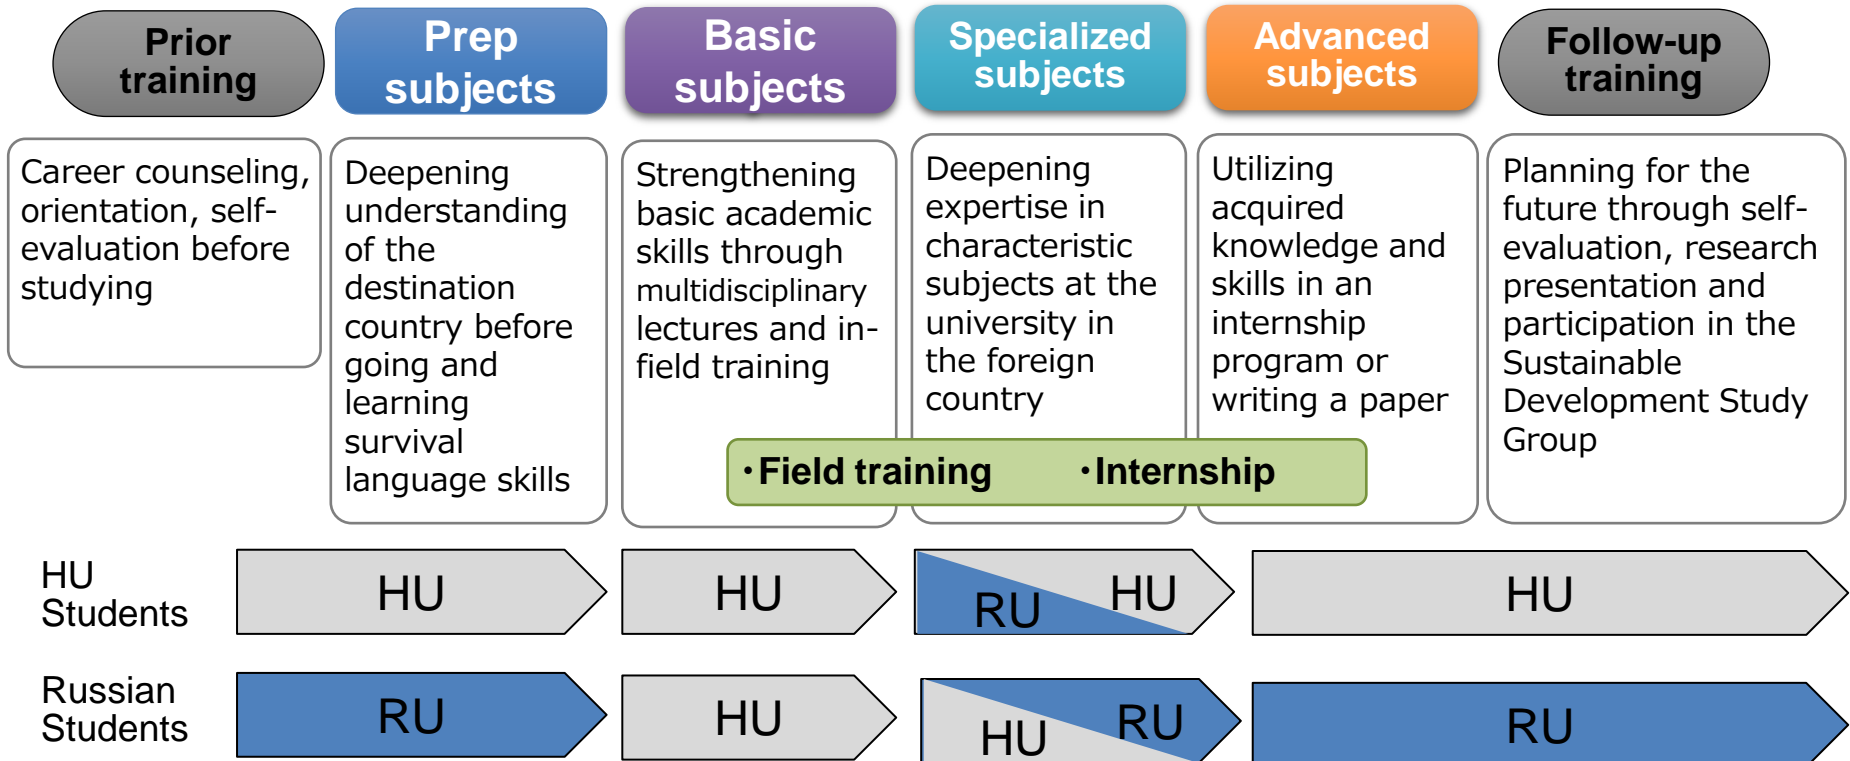 Prior
training
Prep
subjects
Basic
subjects
Specialized
subjects
Advanced
subjects
Follow-up
training
Career counseling,
orientation, self-
evaluation before
studying
Deepening
understanding
of the
destination
country before
going and
learning
survival
language skills
Strengthening
basic academic
skills through
multidisciplinary
lectures and in-
field training
Deepening
expertise in
characteristic
subjects at the
university in
the foreign
country
Utilizing
acquired
knowledge and
skills in an
internship
program or
writing a paper
Planning for the
future through self-
evaluation, research
presentation and
participation in the
Sustainable
Development Study
Group
・Field training ・Internship
HU
Students
HU
HU
RU
HU
HU
Russian
Students
RU
HU
HU
RU
RU